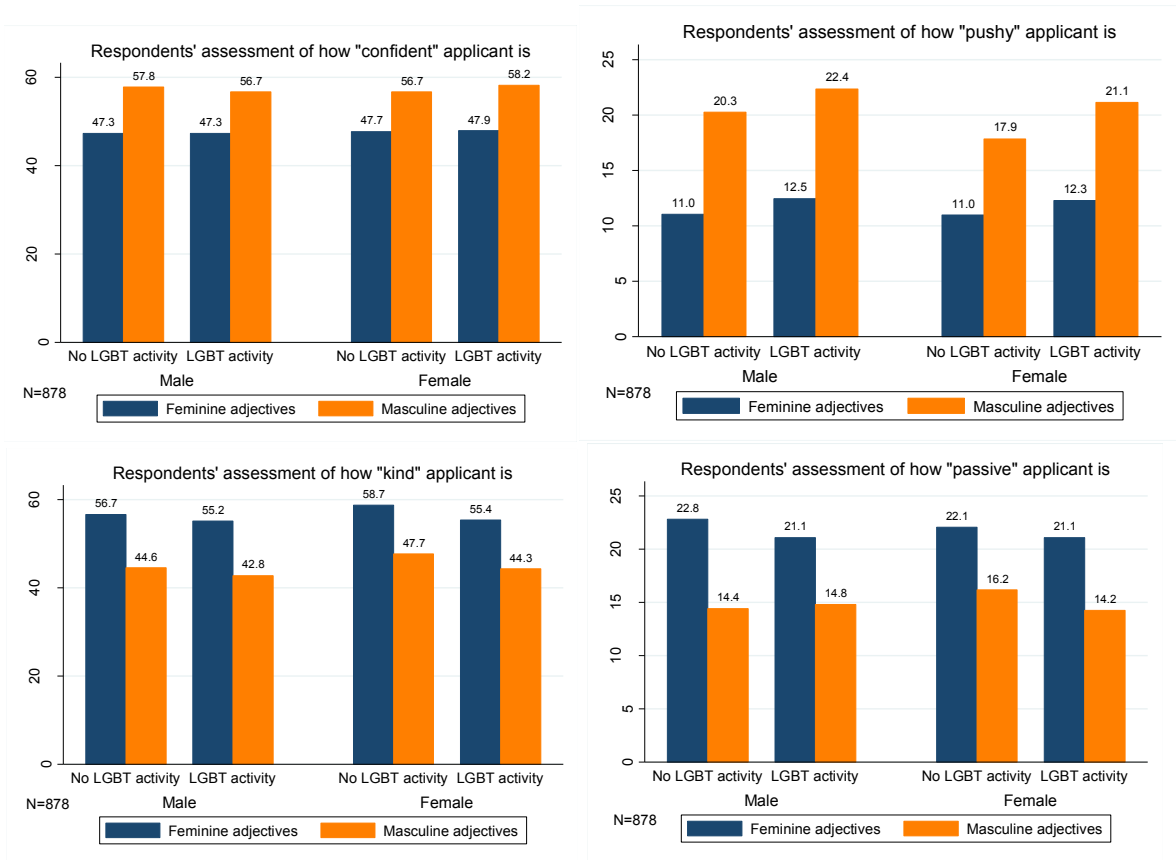 Respondents' assessment of how "confident" applicant is
60
40
20
0
57.8
56.7
56.7
58.2
47.3
47.3
47.7
47.9
No LGBT activity LGBT activity No LGBT activity LGBT activity
Male Female
N=878
Feminine adjectives Masculine adjectives
Respondents' assessment of how "pushy" applicant is
25
20
15
10
5
0
20.3
22.4
17.9
21.1
11.0
12.5
11.0
12.3
No LGBT activity LGBT activity No LGBT activity LGBT activity
Male Female
N=878
Feminine adjectives Masculine adjectives
Respondents' assessment of how "kind" applicant is
60
40
20
0
56.7
55.2
58.7
55.4
44.6
42.8
47.7
44.3
No LGBT activity LGBT activity No LGBT activity LGBT activity
Male Female
N=878
Feminine adjectives Masculine adjectives
Respondents' assessment of how "passive" applicant is
25
20
15
10
5
0
22.8
21.1
22.1
21.1
14.4
14.8
16.2
14.2
No LGBT activity LGBT activity No LGBT activity LGBT activity
Male Female
N=878
Feminine adjectives Masculine adjectives